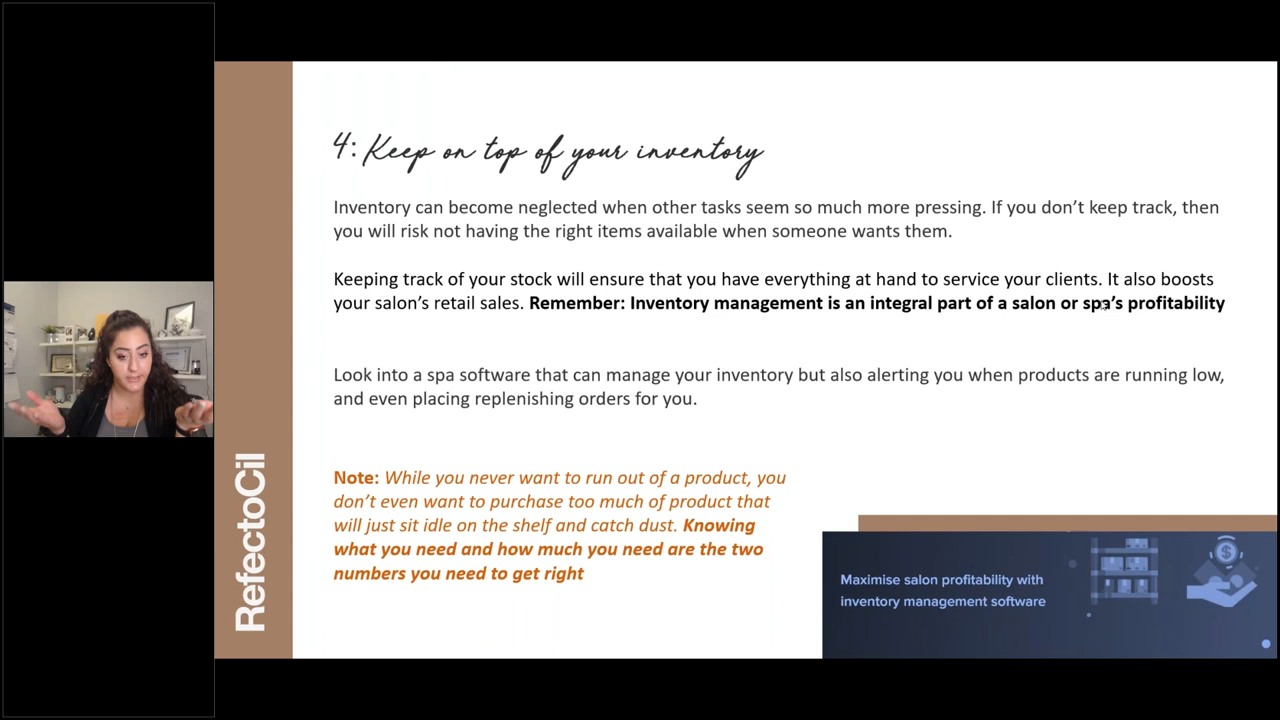 4: Keep on top of your inventory
Inventory can become neglected when other tasks seem so much more pressing. If you don’t keep track, then
you will risk not having the right items available when someone wants them.
Keeping track of your stock will ensure that you have everything at hand to service your clients. It also boosts
your salon’s retail sales. Remember: Inventory management is an integral part of a salon or spa’s profitability
Look into a spa software that can manage your inventory but also alerting you when products are running low,
and even placing replenishing orders for you.
Note: While you never want to run out of a product, you
don’t even want to purchase too much of product that
will just sit idle on the shelf and catch dust. Knowing
what you need and how much you need are the two
numbers you need to get right
RefectoCil
Maximise salon profitability with
inventory management software
$